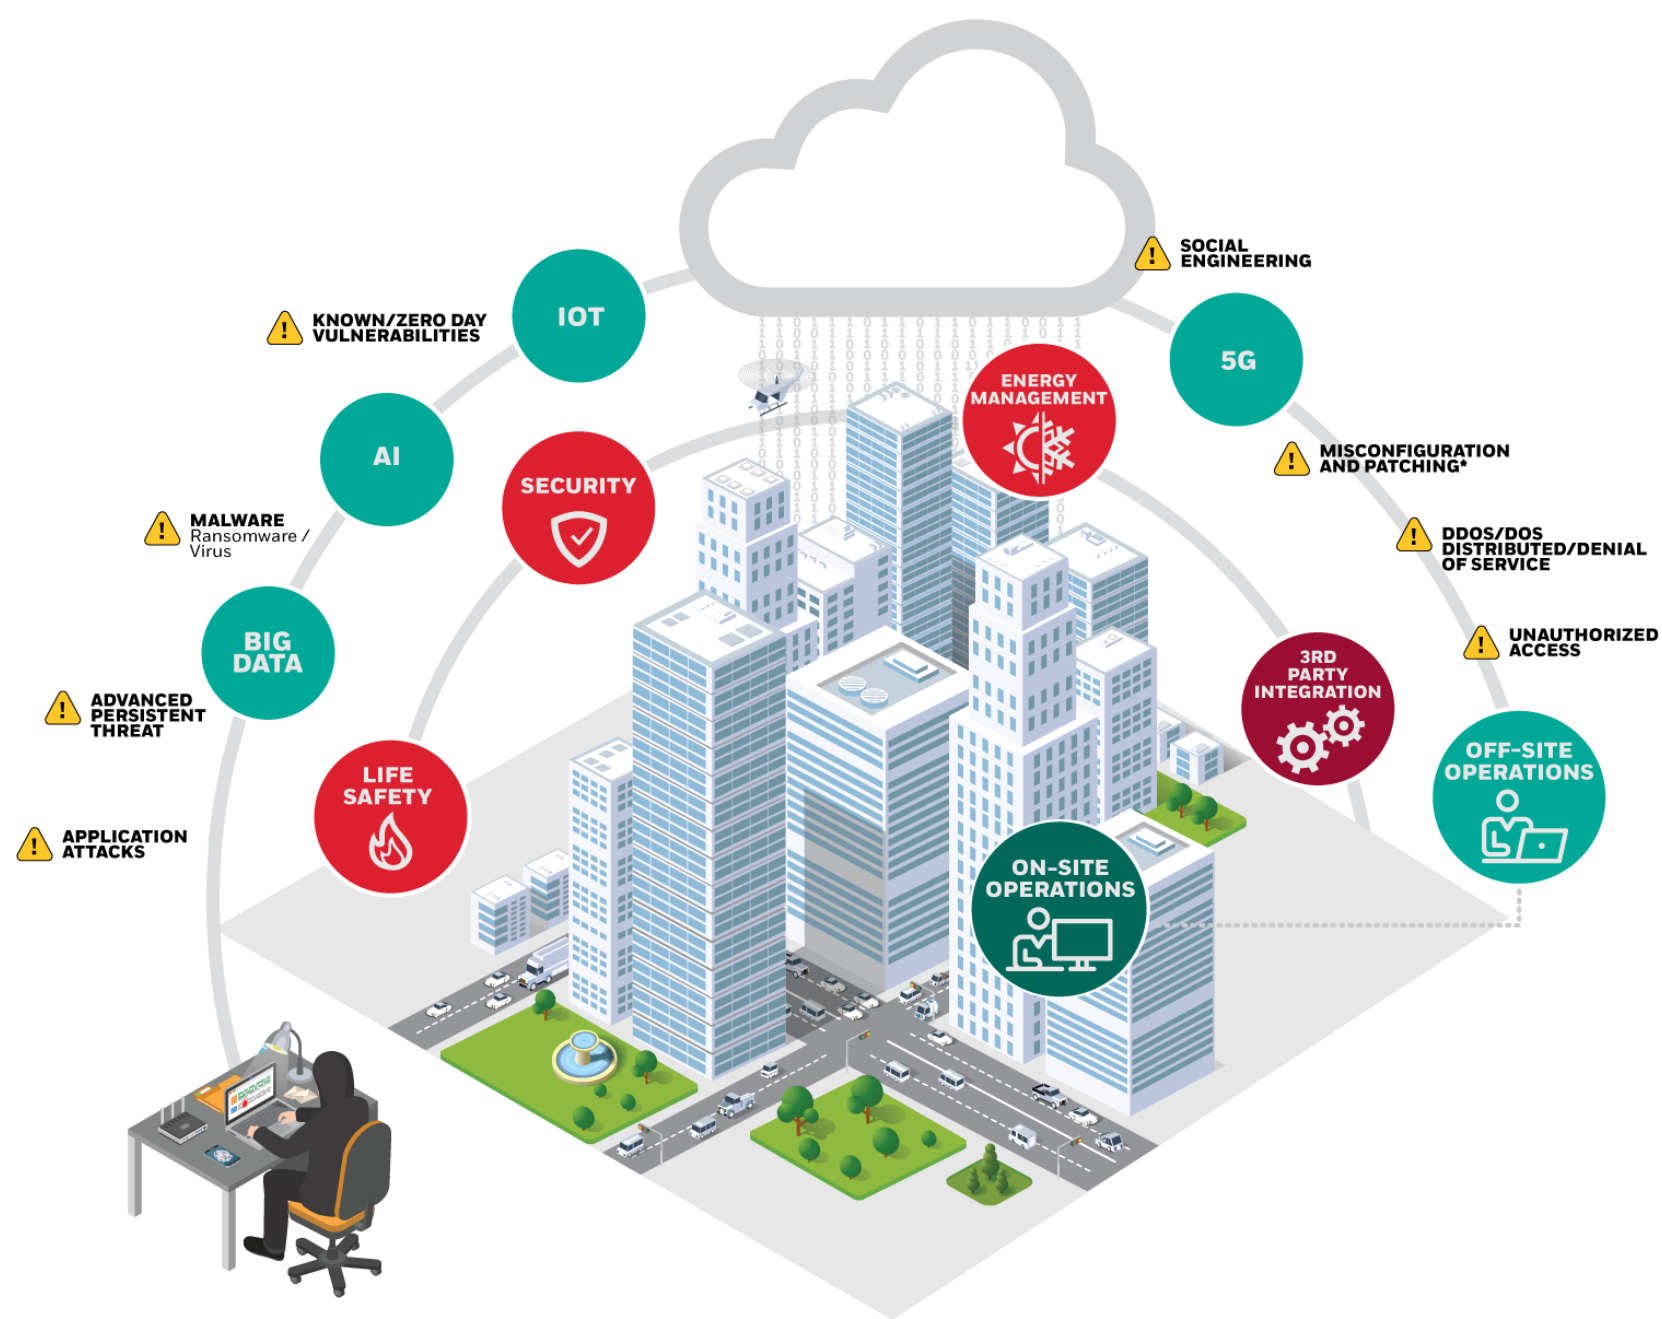 SOCIAL
ENGINEERING
IOT
KNOWN/ZERO DAY
VULNERABILITIES
5G
ENERGY
MANAGEMENT
AI
MISCONFIGURATION
AND PATCHING*
SECURITY
MALWARE
Ransomware /
Virus
DDOS/DOS
DISTRIBUTED/DENIAL
OF SERVICE
BIG
DATA
UNAUTHORIZED
ACCESS
3RD
PARTY
INTEGRATION
ADVANCED
PERSISTENT
THREAT
LIFE
SAFETY
OFF-SITE
OPERATIONS
APPLICATION
ATTACKS
ON-SITE
OPERATIONS